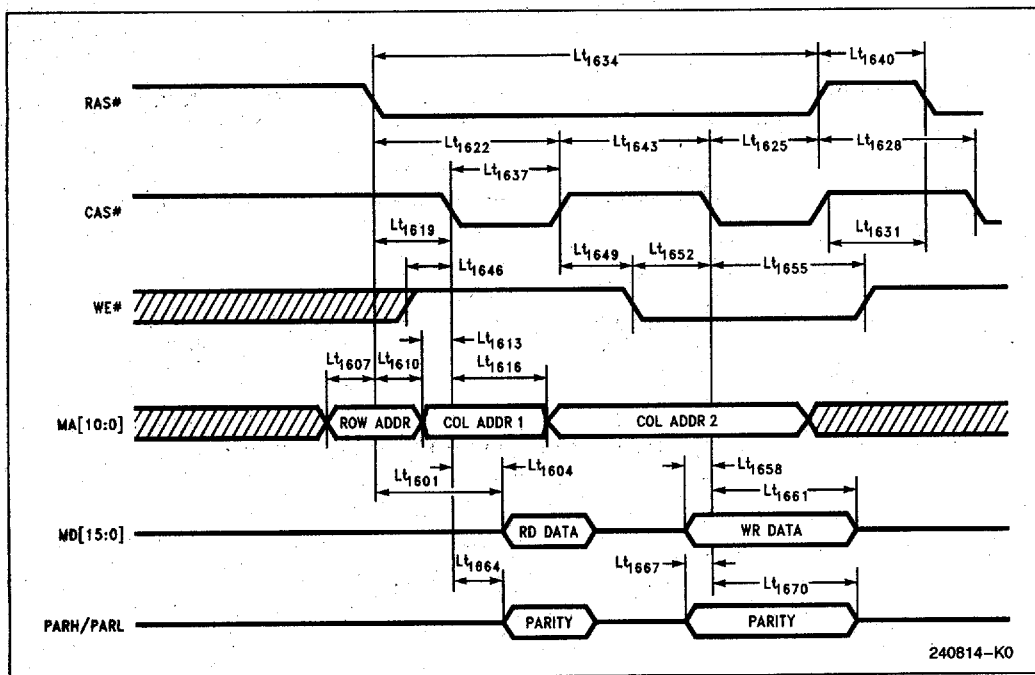 Lt1634
Lt1640
RAS#
Lt1622
Lt1643
Lt1625
Lt1628
Lt1637
CAS#
Lt1619
Lt1631
Lt1646
Lt1649
Lt1652
Lt1655
WE#
Lt1613
Lt1607
Lt1610
Lt1616
MA[10:0]
ROW ADDR
COL ADDR 1
COL ADDR 2
Lt1601
Lt1604
Lt1658
Lt1661
MD[15:0]
RD DATA
WR DATA
Lt1664
Lt1667
Lt1670
PARH/PARL
PARITY
PARITY
240814-K0